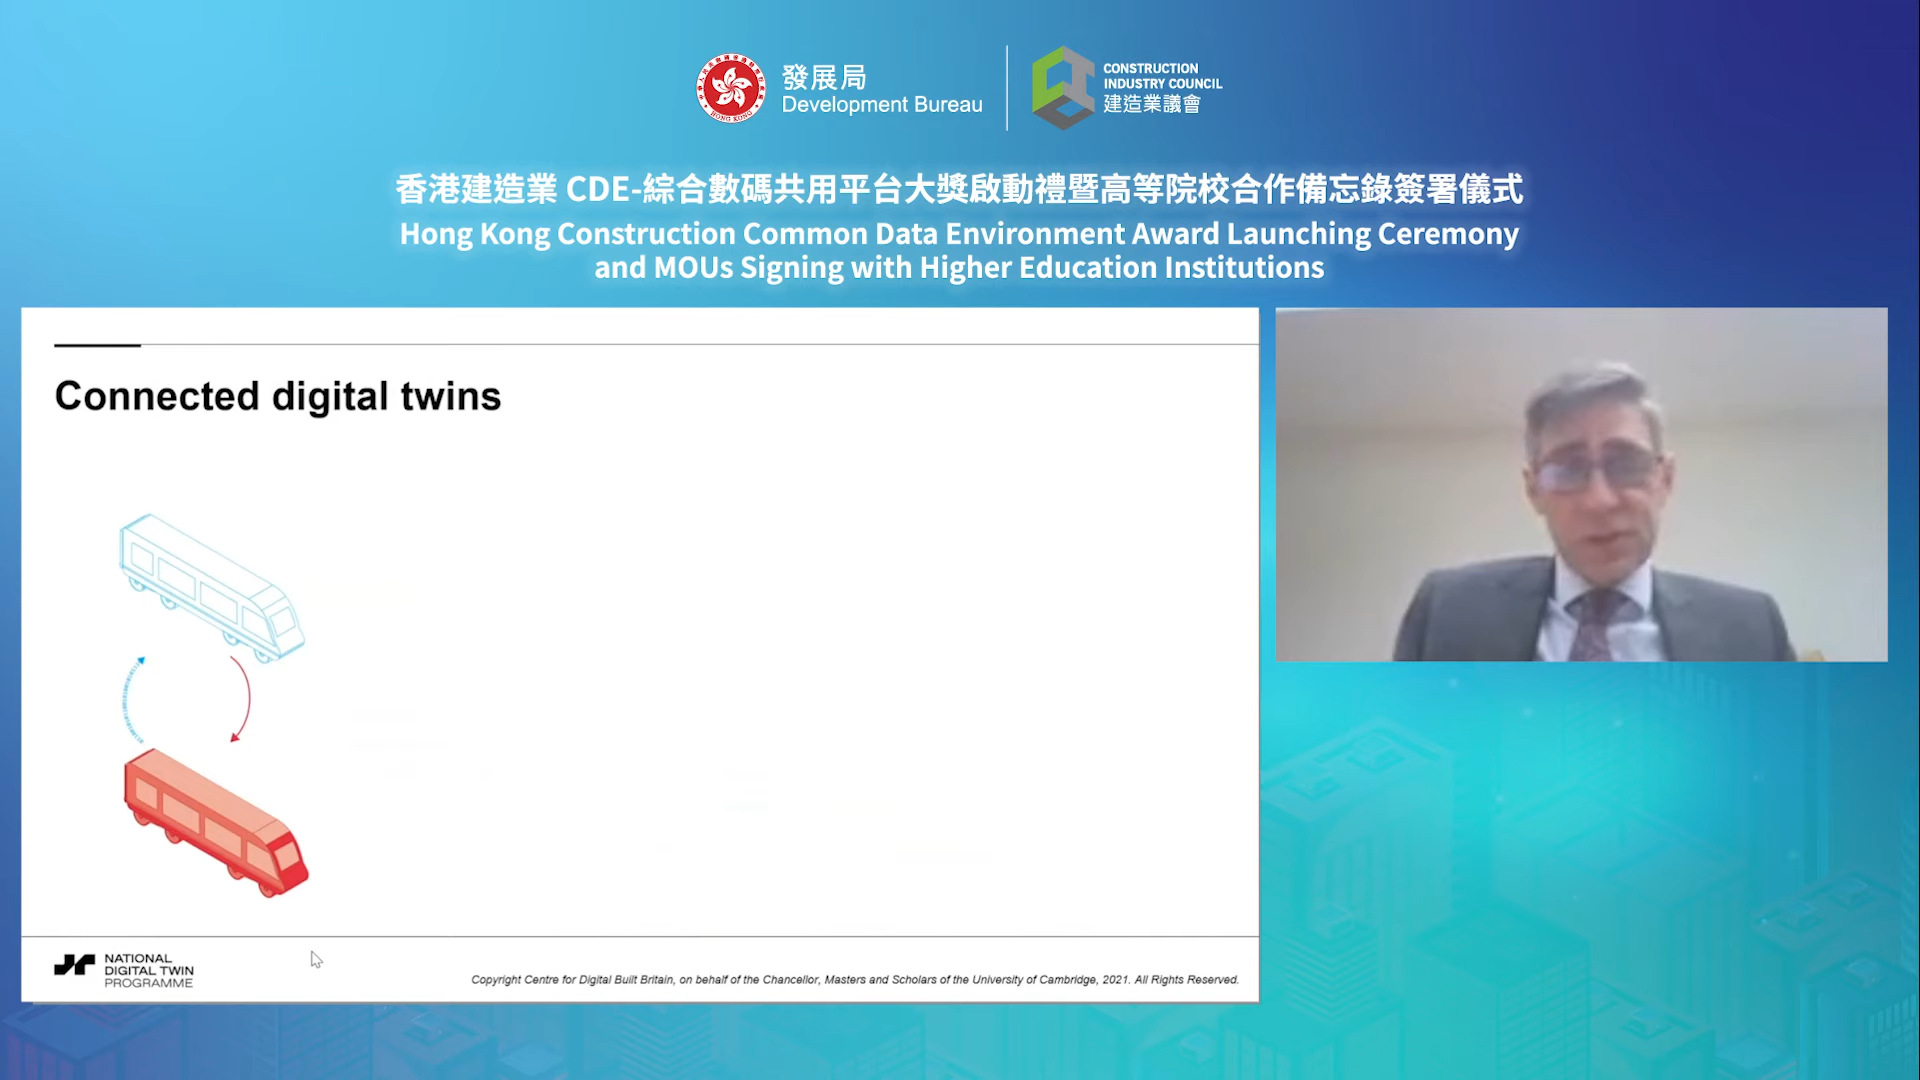 發展局
Development Bureau
CONSTRUCTION
INDUSTRY COUNCIL
建造業議會
香港建造業 CDE-綜合數碼共用平台大獎啟動禮暨高等院校合作備忘錄簽署儀式
Hong Kong Construction Common Data Environment Award Launching Ceremony
and MOUs Signing with Higher Education Institutions
Connected digital twins
NATIONAL
DIGITAL TWIN
PROGRAMME
Copyright Centre for Digital Built Britain, on behalf of the Chancellor, Masters and Scholars of the University of Cambridge, 2021. All Rights Reserved.